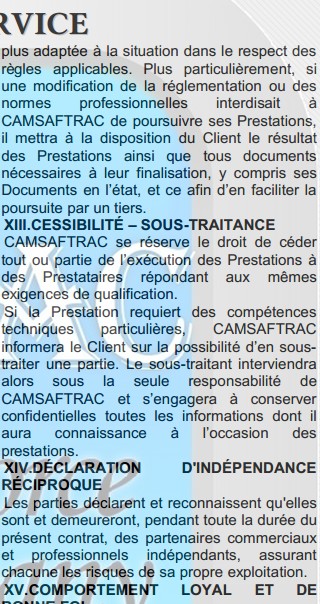 RVICE
plus adaptée à la situation dans le respect des
règles applicables. Plus particulièrement, si
une modification de la réglementation ou des
normes professionnelles interdisait à
CAMSAFTRAC de poursuivre ses Prestations,
il mettra à la disposition du Client le résultat
des Prestations ainsi que tous documents
nécessaires à leur finalisation, y compris ses
Documents en l'état, et ce afin d'en faciliter la
poursuite par un tiers.
XIII.CESSIBILITÉ – SOUS-TRAITANCE
CAMSAFTRAC se réserve le droit de céder
tout ou partie de l'exécution des Prestations à
des Prestataires répondant aux mêmes
exigences de qualification.
Si la Prestation requiert des compétences
techniques particulières, CAMSAFTRAC
informera le Client sur la possibilité d'en sous-
traiter une partie. Le sous-traitant interviendra
alors sous la seule responsabilité de
CAMSAFTRAC et s'engagera à conserver
confidentielles toutes les informations dont il
aura connaissance à l'occasion des
prestations.
XIV.DÉCLARATION D'INDÉPENDANCE
RÉCIPROQUE
Les parties déclarent et reconnaissent qu'elles
sont et demeureront, pendant toute la durée du
présent contrat, des partenaires commerciaux
et professionnels indépendants, assurant
chacune les risques de sa propre exploitation.
XV.COMPORTEMENT LOYAL ET DE
BONNE FOI